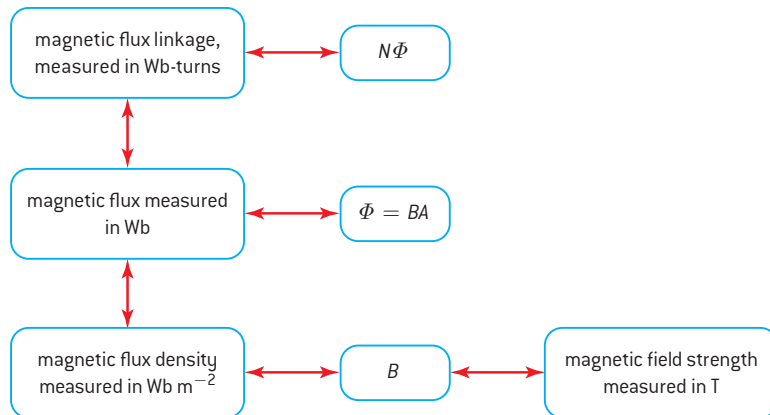 magnetic flux linkage,
measured in Wb-turns
NΦ
magnetic flux measured
in Wb
Φ = BA
magnetic flux density
measured in Wb m⁻²
B
magnetic field strength
measured in T